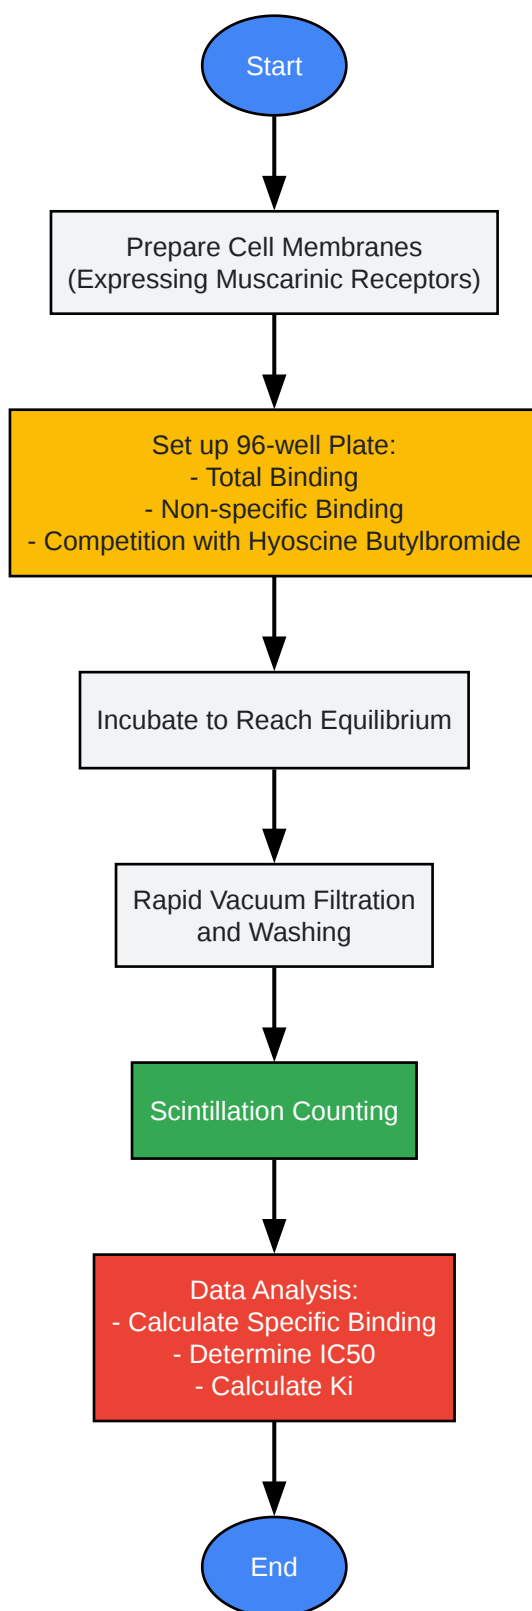 Start
Prepare Cell Membranes
(Expressing Muscarinic Receptors)
Set up 96-well Plate:
- Total Binding
- Non-specific Binding
- Competition with Hyoscine Butylbromide
Incubate to Reach Equilibrium
Rapid Vacuum Filtration
and Washing
Scintillation Counting
Data Analysis:
- Calculate Specific Binding
- Determine IC50
- Calculate Ki
End